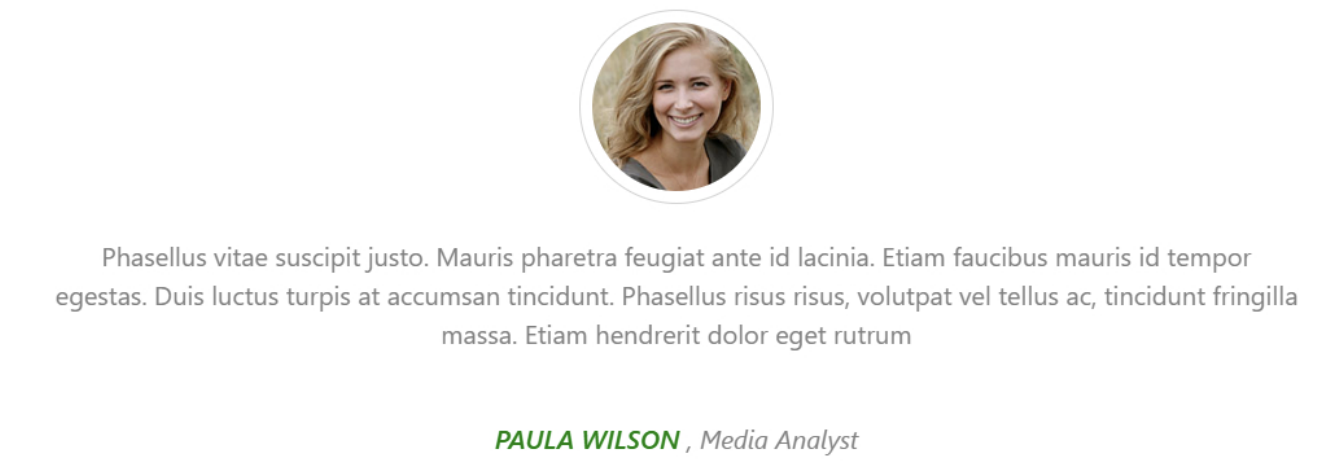 Phasellus vitae suscipit justo. Mauris pharetra feugiat ante id lacinia. Etiam faucibus mauris id tempor
egestas. Duis luctus turpis at accumsan tincidunt. Phasellus risus risus, volutpat vel tellus ac, tincidunt fringilla
massa. Etiam hendrerit dolor eget rutrum
PAULA WILSON , Media Analyst